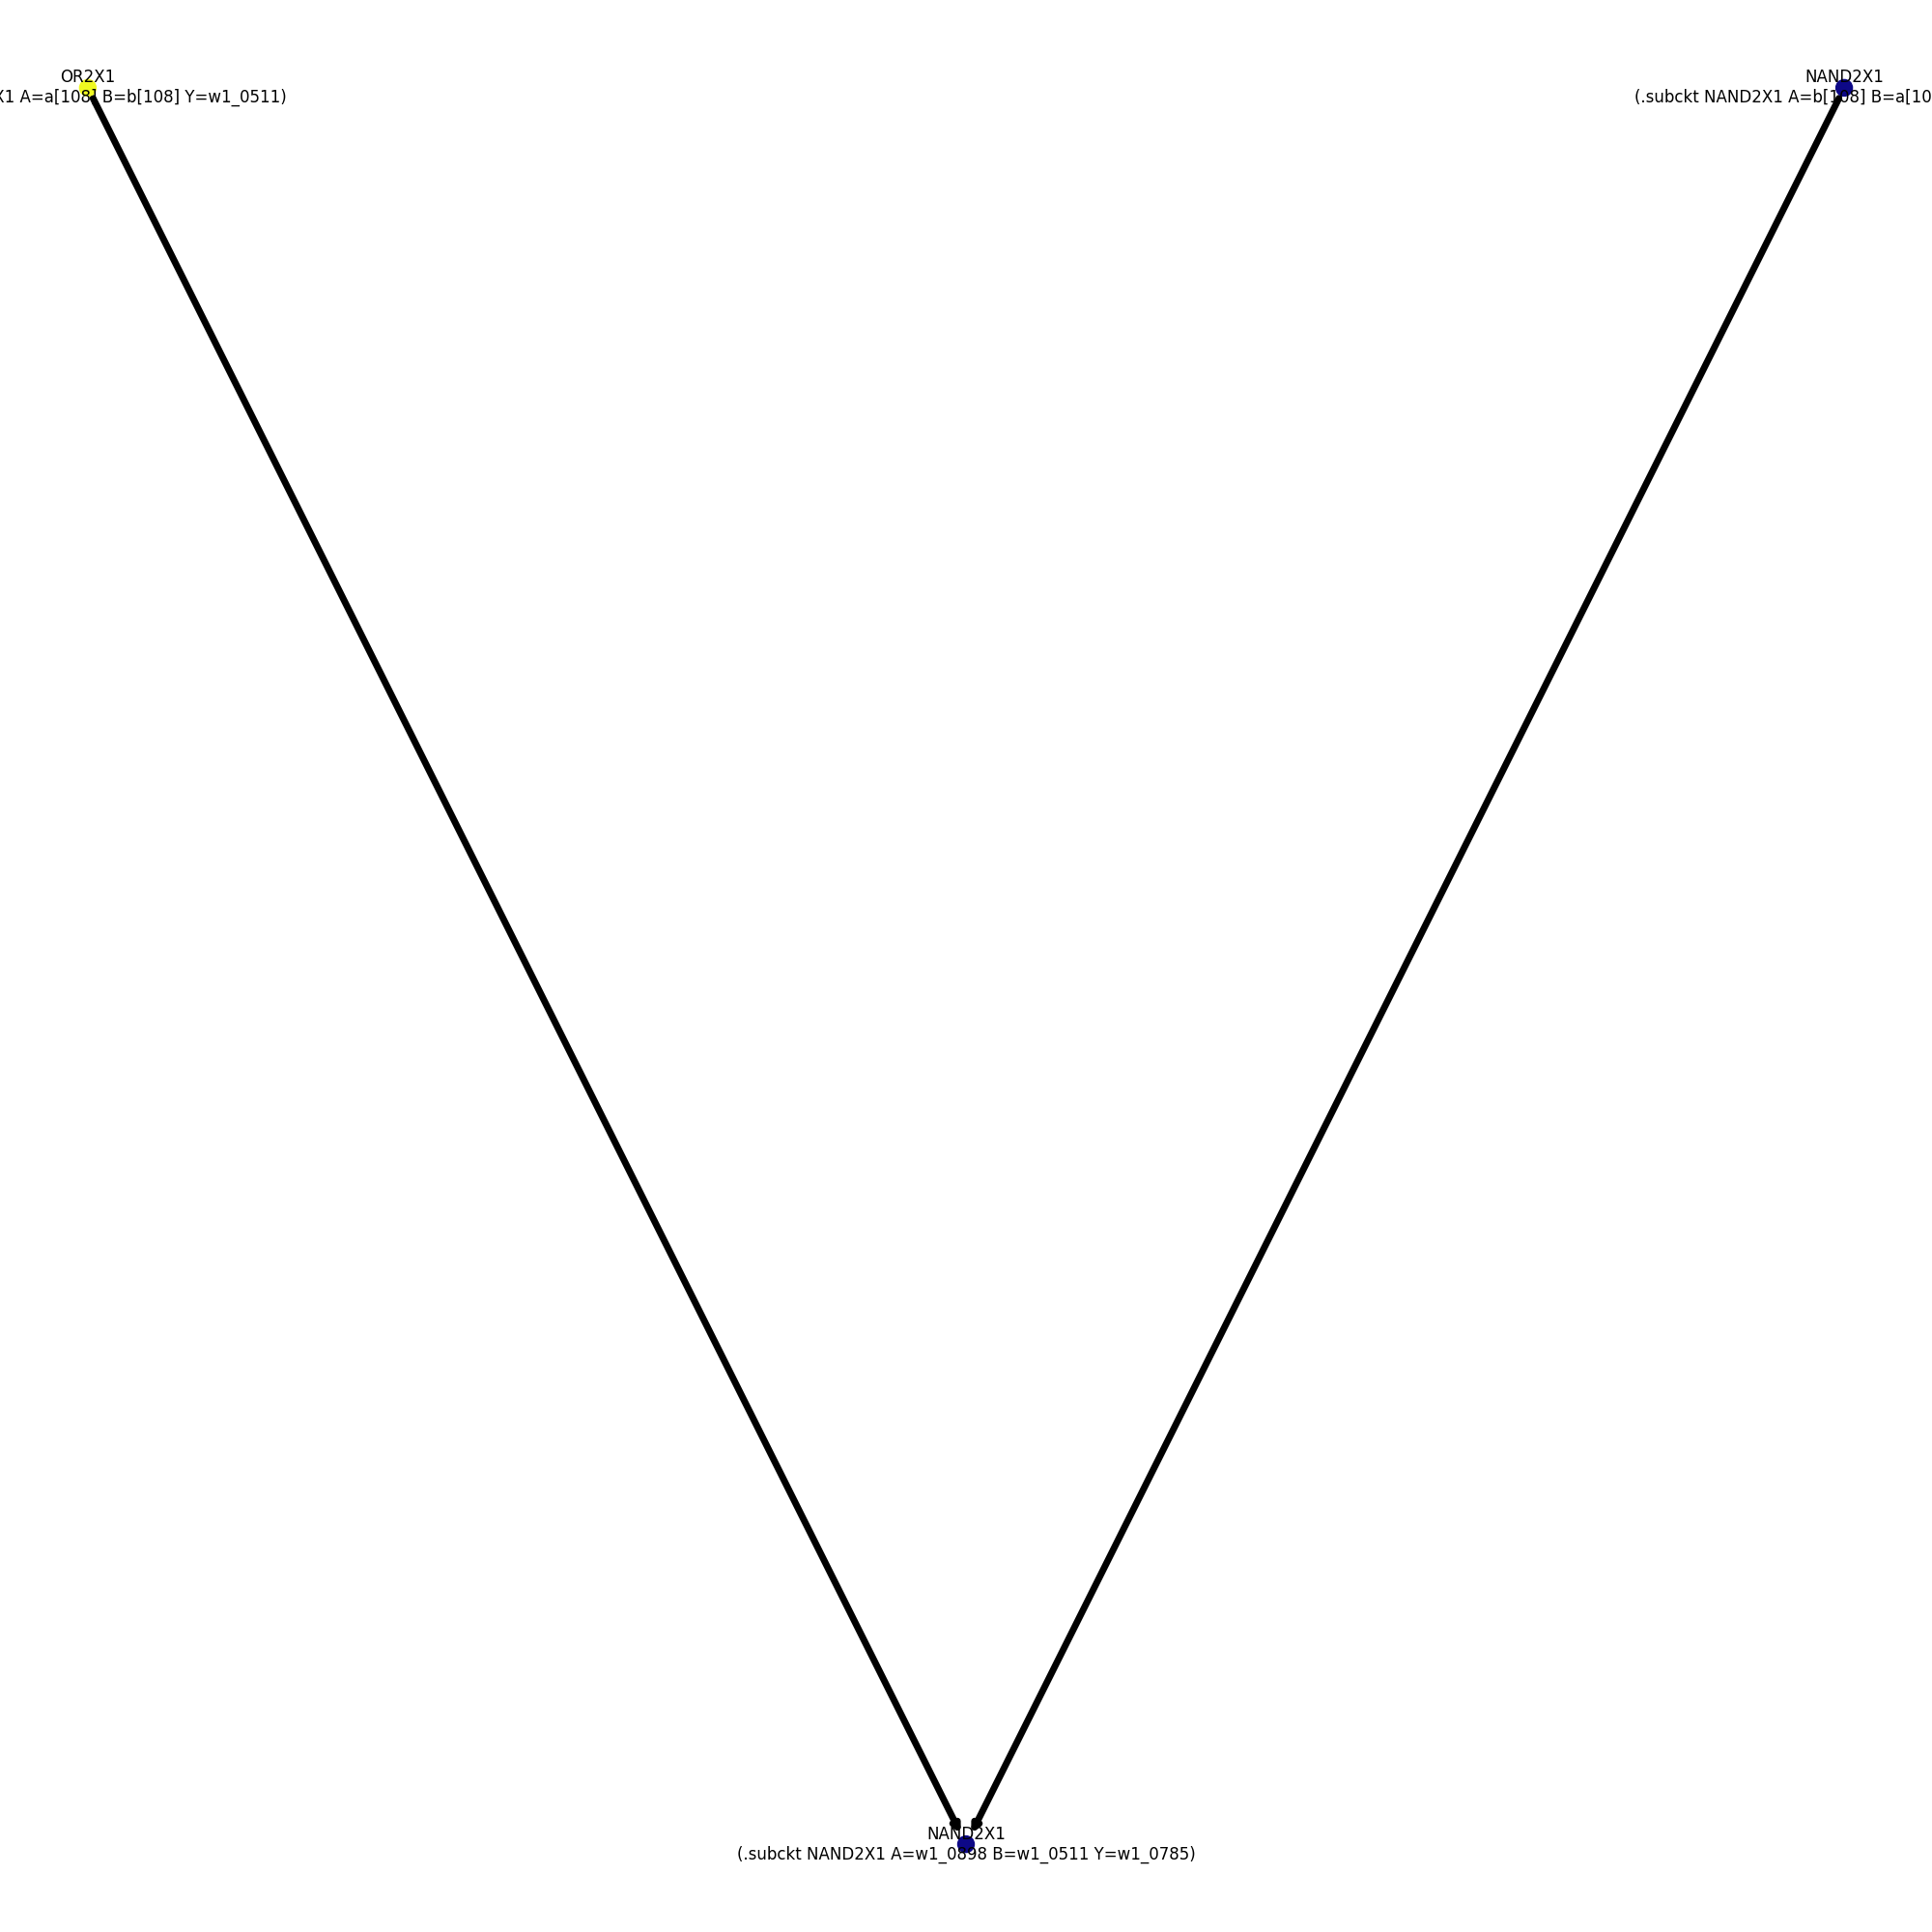 OR2X1
X1 A=a[108] B=b[108] Y=w1_0511)
NAND2X1
(.subckt NAND2X1 A=b[108] B=a[10
NAND2X1
(.subckt NAND2X1 A=w1_0898 B=w1_0511 Y=w1_0785)